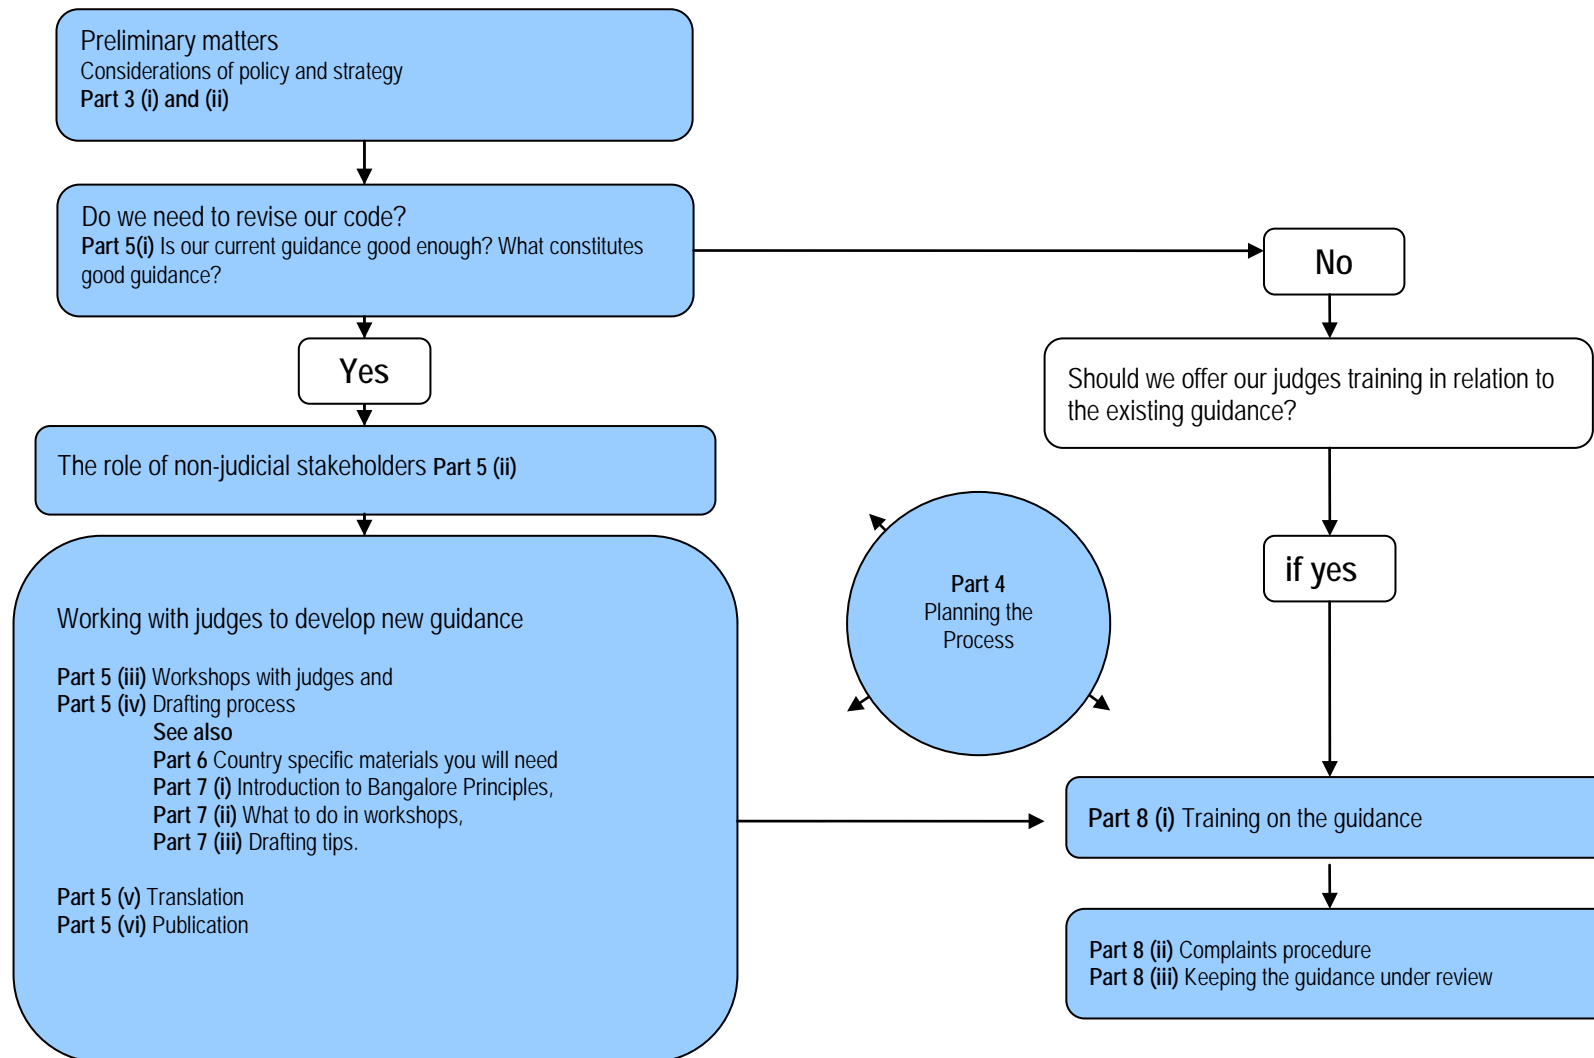 Preliminary matters
Considerations of policy and strategy
Part 3 (i) and (ii)
Do we need to revise our code?
Part 5(i) Is our current guidance good enough? What constitutes
good guidance?
No
Yes
Should we offer our judges training in relation to
the existing guidance?
The role of non-judicial stakeholders Part 5 (ii)
if yes
Part 4
Planning the
Process
Working with judges to develop new guidance
Part 5 (iii) Workshops with judges and
Part 5 (iv) Drafting process
See also
Part 6 Country specific materials you will need
Part 7 (i) Introduction to Bangalore Principles,
Part 7 (ii) What to do in workshops,
Part 7 (iii) Drafting tips.
Part 5 (v) Translation
Part 5 (vi) Publication
Part 8 (i) Training on the guidance
Part 8 (ii) Complaints procedure
Part 8 (iii) Keeping the guidance under review